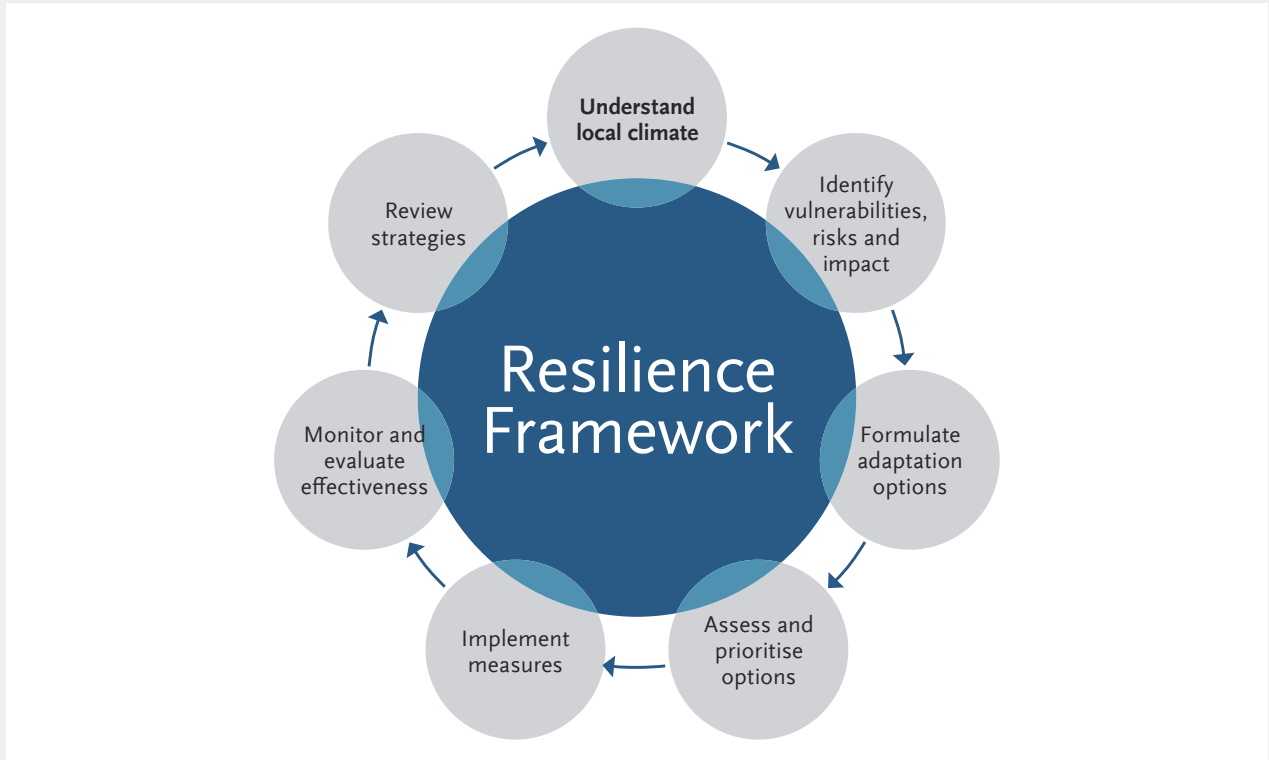 Understand
local climate
Identify
vulnerabilities,
risks and
impact
Formulate
adaptation
options
Assess and
prioritise
options
Implement
measures
Monitor and
evaluate
effectiveness
Review
strategies
Resilience
Framework